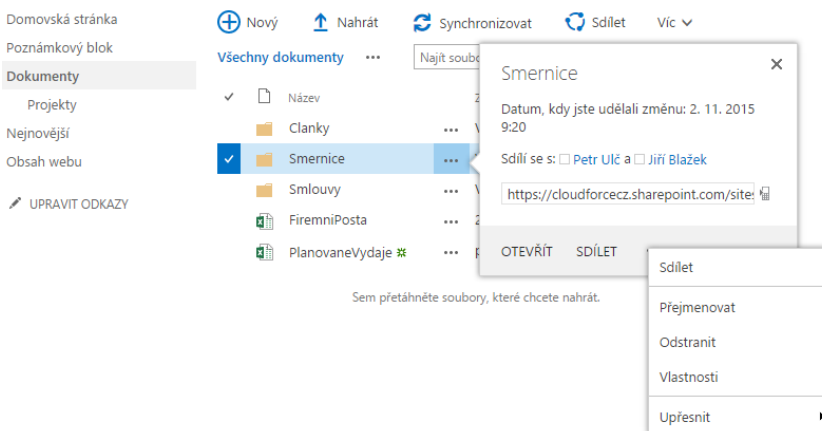 Domovská stránka
Poznámkový blok
Dokumenty
Projekty
Nejnovější
Obsah webu
UPRAVIT ODKAZY
Nový Nahrát Synchronizovat Sdílet Víc
Všechny dokumenty ••• Najít soubo
Název
Clanky •••
Smernice •••
Smlouvy •••
FiremniPosta •••
PlanovaneVydaje •••
Sem přetáhněte soubory, které chcete nahrát.
Smernice
Datum, kdy jste udělali změnu: 2. 11. 2015
9:20
Sdílí se s: Petr Ulč a Jiří Blažek
https://cloudforcecz.sharepoint.com/sites
OTEVŘÍT SDÍLET
Sdílet
Přejmenovat
Odstranit
Vlastnosti
Upřesnit